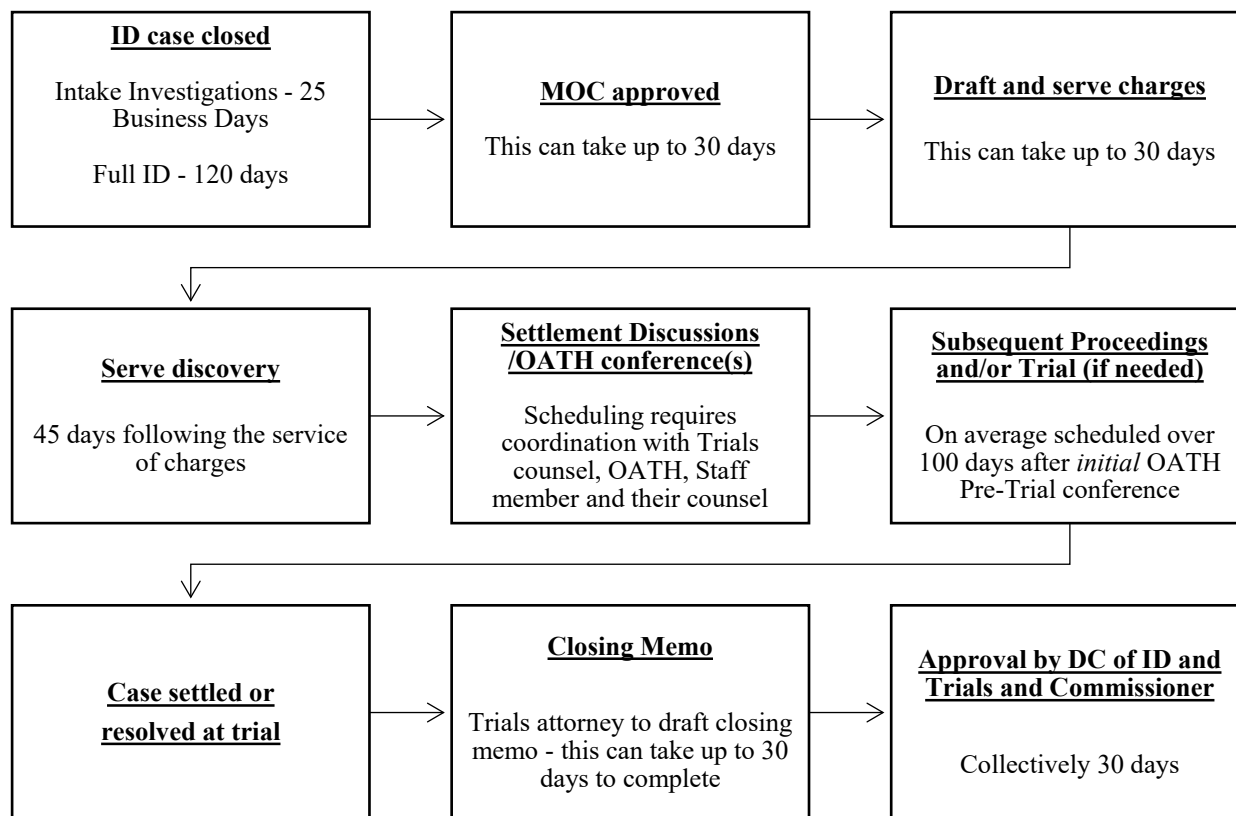 ID case closed
Intake Investigations - 25
Business Days
Full ID - 120 days
MOC approved
This can take up to 30 days
Draft and serve charges
This can take up to 30 days
Serve discovery
45 days following the service
of charges
Settlement Discussions
/OATH conference(s)
Scheduling requires
coordination with Trials
counsel, OATH, Staff
member and their counsel
Subsequent Proceedings
and/or Trial (if needed)
On average scheduled over
100 days after initial OATH
Pre-Trial conference
Case settled or
resolved at trial
Closing Memo
Trials attorney to draft closing
memo - this can take up to 30
days to complete
Approval by DC of ID and
Trials and Commissioner
Collectively 30 days